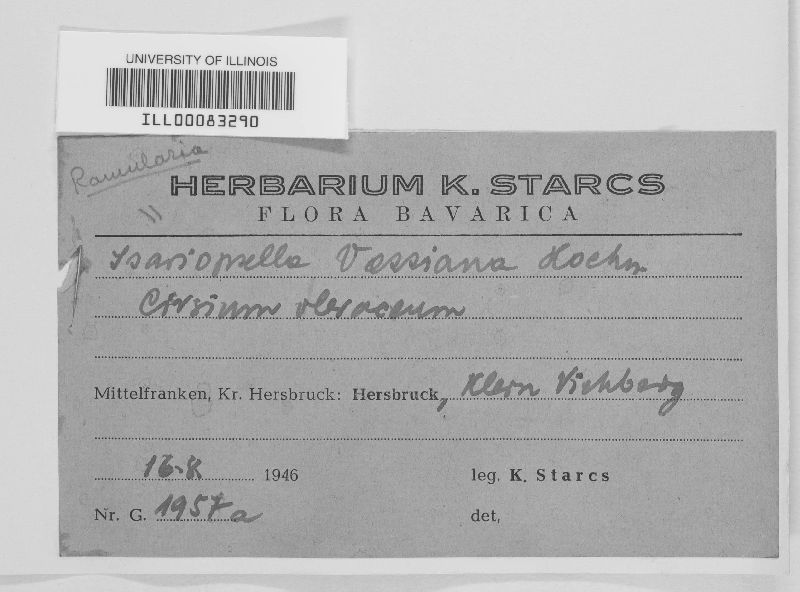 UNIVERSITY OF ILLINOIS
ILL00083290
Ramularia
HERBARIUM K. STARCS
FLORA BAVARICA
Isariopsella Vossiana Hoehn
Cirsium oleraceum
Mittelfranken, Kr. Hersbruck: Hersbruck, Klein Viehberg
16.8 1946
leg. K. Starcs
Nr. G. 1957a
det,